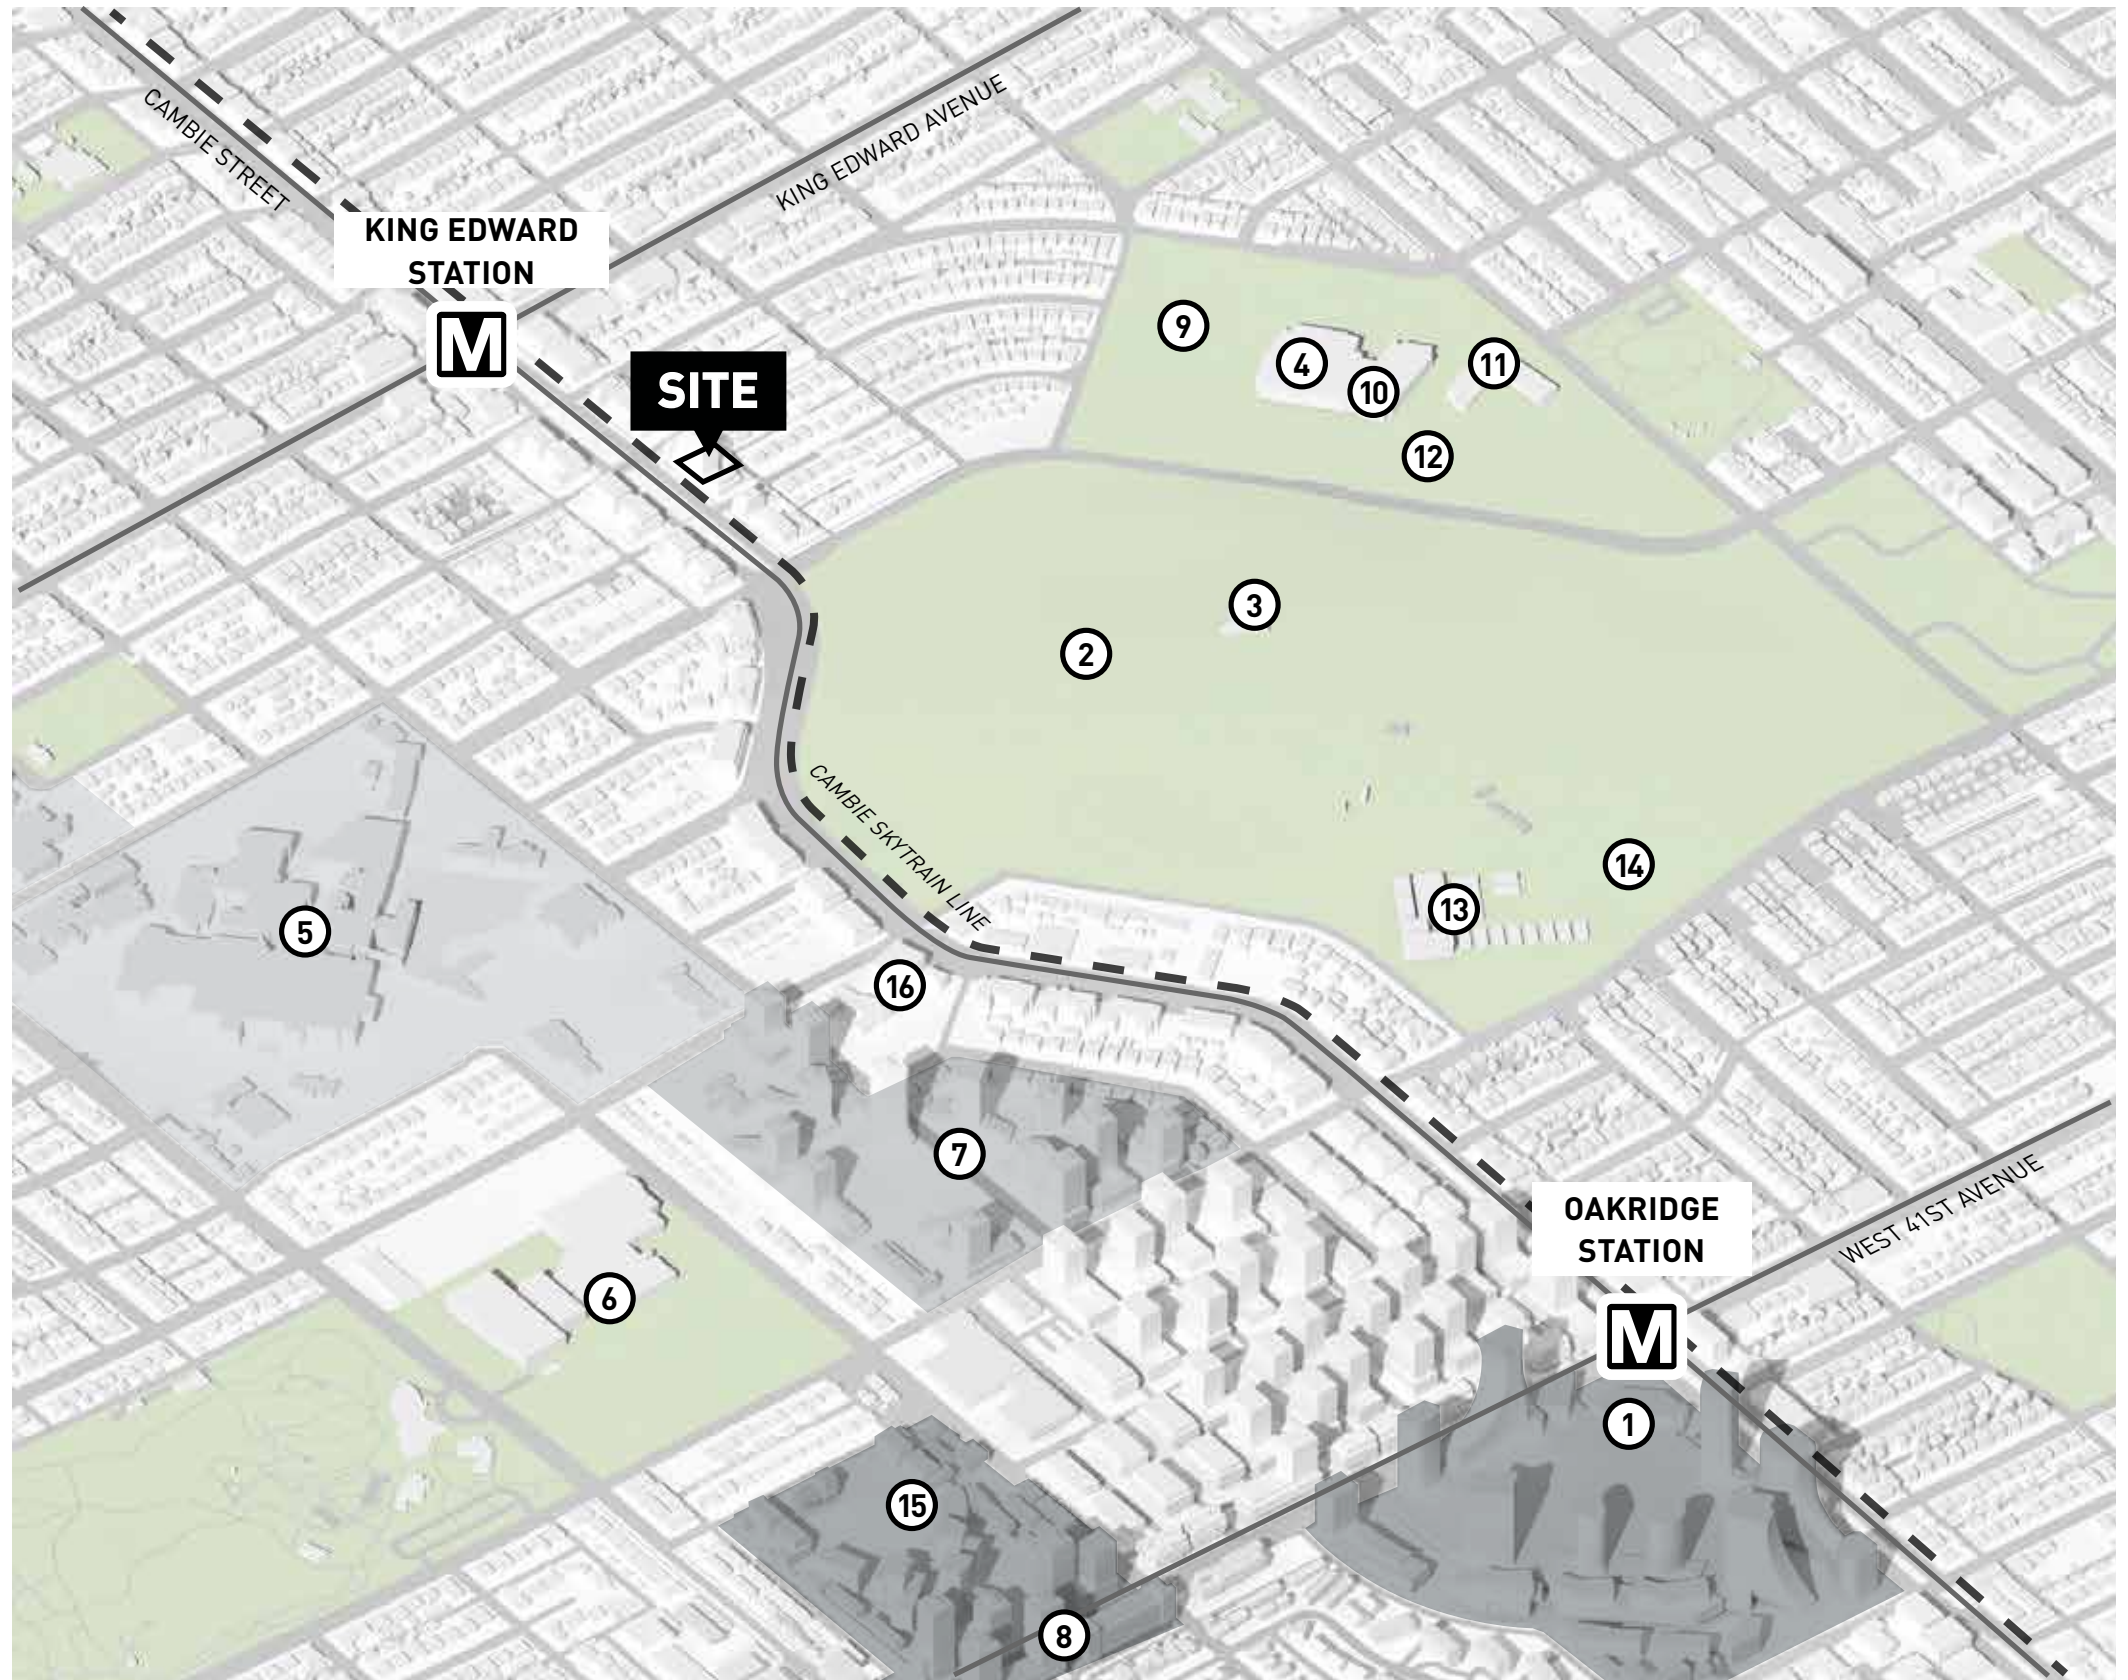 CAMBIE STREET
KING EDWARD AVENUE
KING EDWARD
STATION
M
SITE
9
4
10
11
12
3
2
CAMBIE SKYTRAIN LINE
14
13
5
16
7
6
WEST 41ST AVENUE
OAKRIDGE
STATION
M
1
15
8